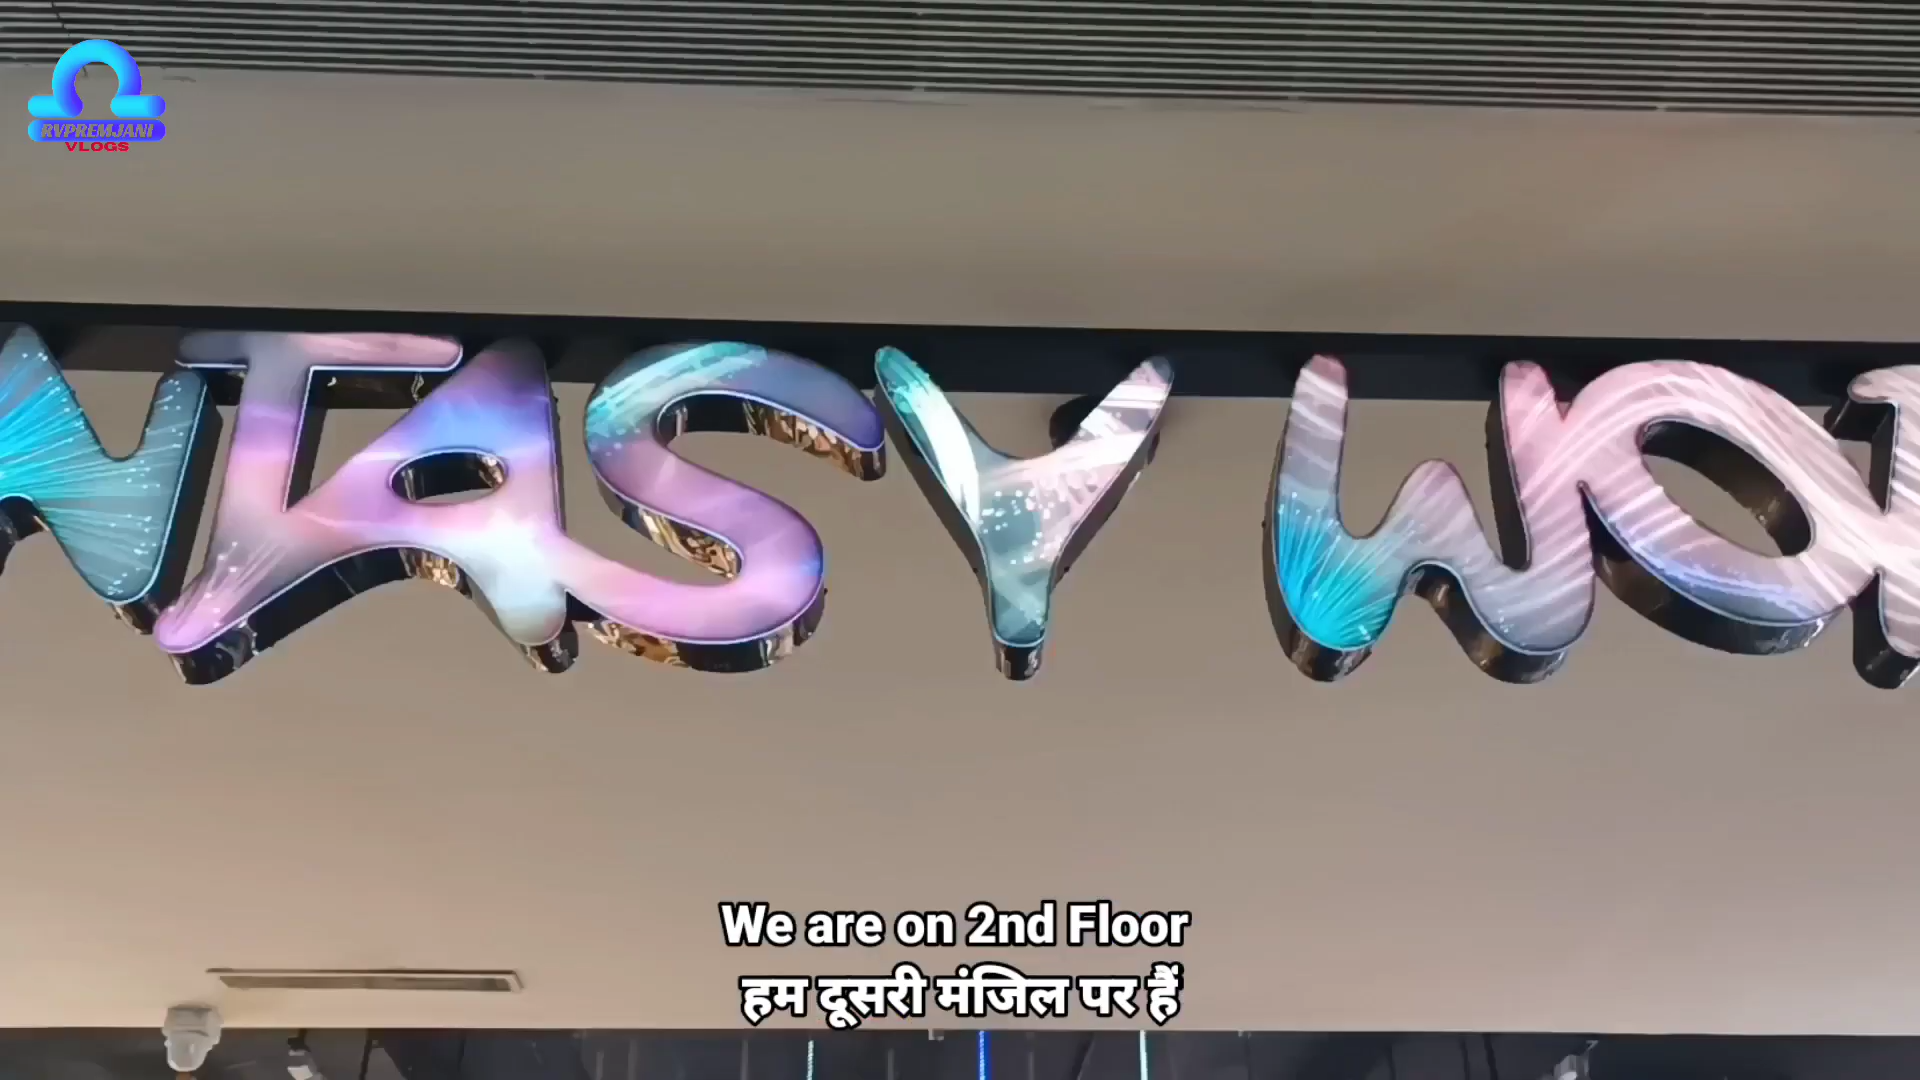 RVPREMJANI
VLOGS
NTASY WO
We are on 2nd Floor
हम दूसरी मंजिल पर हैं